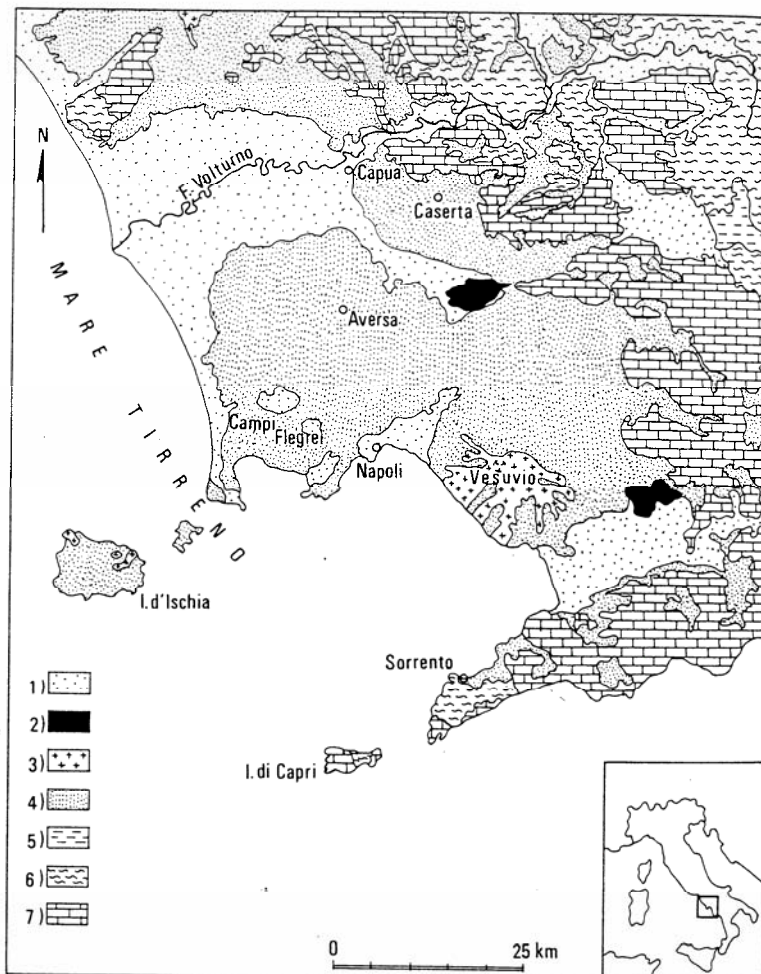 N
F. Volturno
Capua
Caserta
MARE TIRRENO
Aversa
Campi
Flegrei
Napoli
Vesuvio
I. d'Ischia
Sorrento
I. di Capri
1)
2)
3)
4)
5)
6)
7)
0 25 km